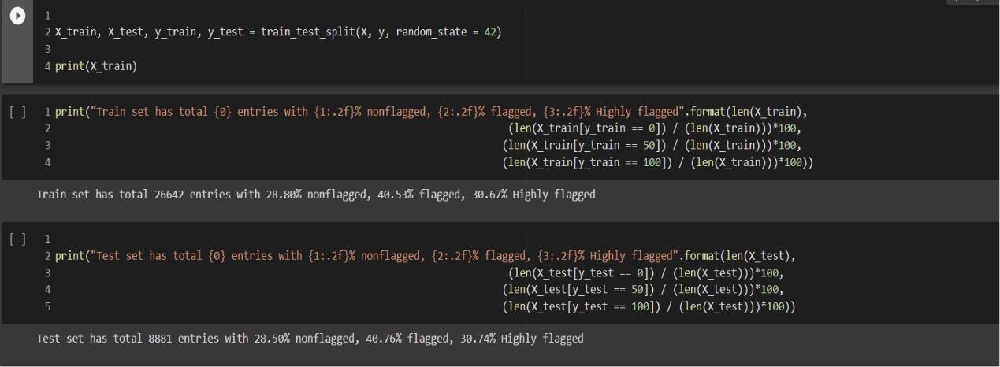 1
2 X_train, X_test, y_train, y_test = train_test_split(X, y, random_state = 42)
3
4 print(X_train)
[ ] 1 print("Train set has total {0} entries with {1:.2f}% nonflagged, {2:.2f}% flagged, {3:.2f}% Highly flagged".format(len(X_train),
2 (len(X_train[y_train == 0]) / (len(X_train)))*100,
3 (len(X_train[y_train == 50]) / (len(X_train)))*100,
4 (len(X_train[y_train == 100]) / (len(X_train)))*100))
Train set has total 26642 entries with 28.80% nonflagged, 40.53% flagged, 30.67% Highly flagged
[ ] 1
2 print("Test set has total {0} entries with {1:.2f}% nonflagged, {2:.2f}% flagged, {3:.2f}% Highly flagged".format(len(X_test),
3 (len(X_test[y_test == 0]) / (len(X_test)))*100,
4 (len(X_test[y_test == 50]) / (len(X_test)))*100,
5 (len(X_test[y_test == 100]) / (len(X_test)))*100))
Test set has total 8881 entries with 28.50% nonflagged, 40.76% flagged, 30.74% Highly flagged